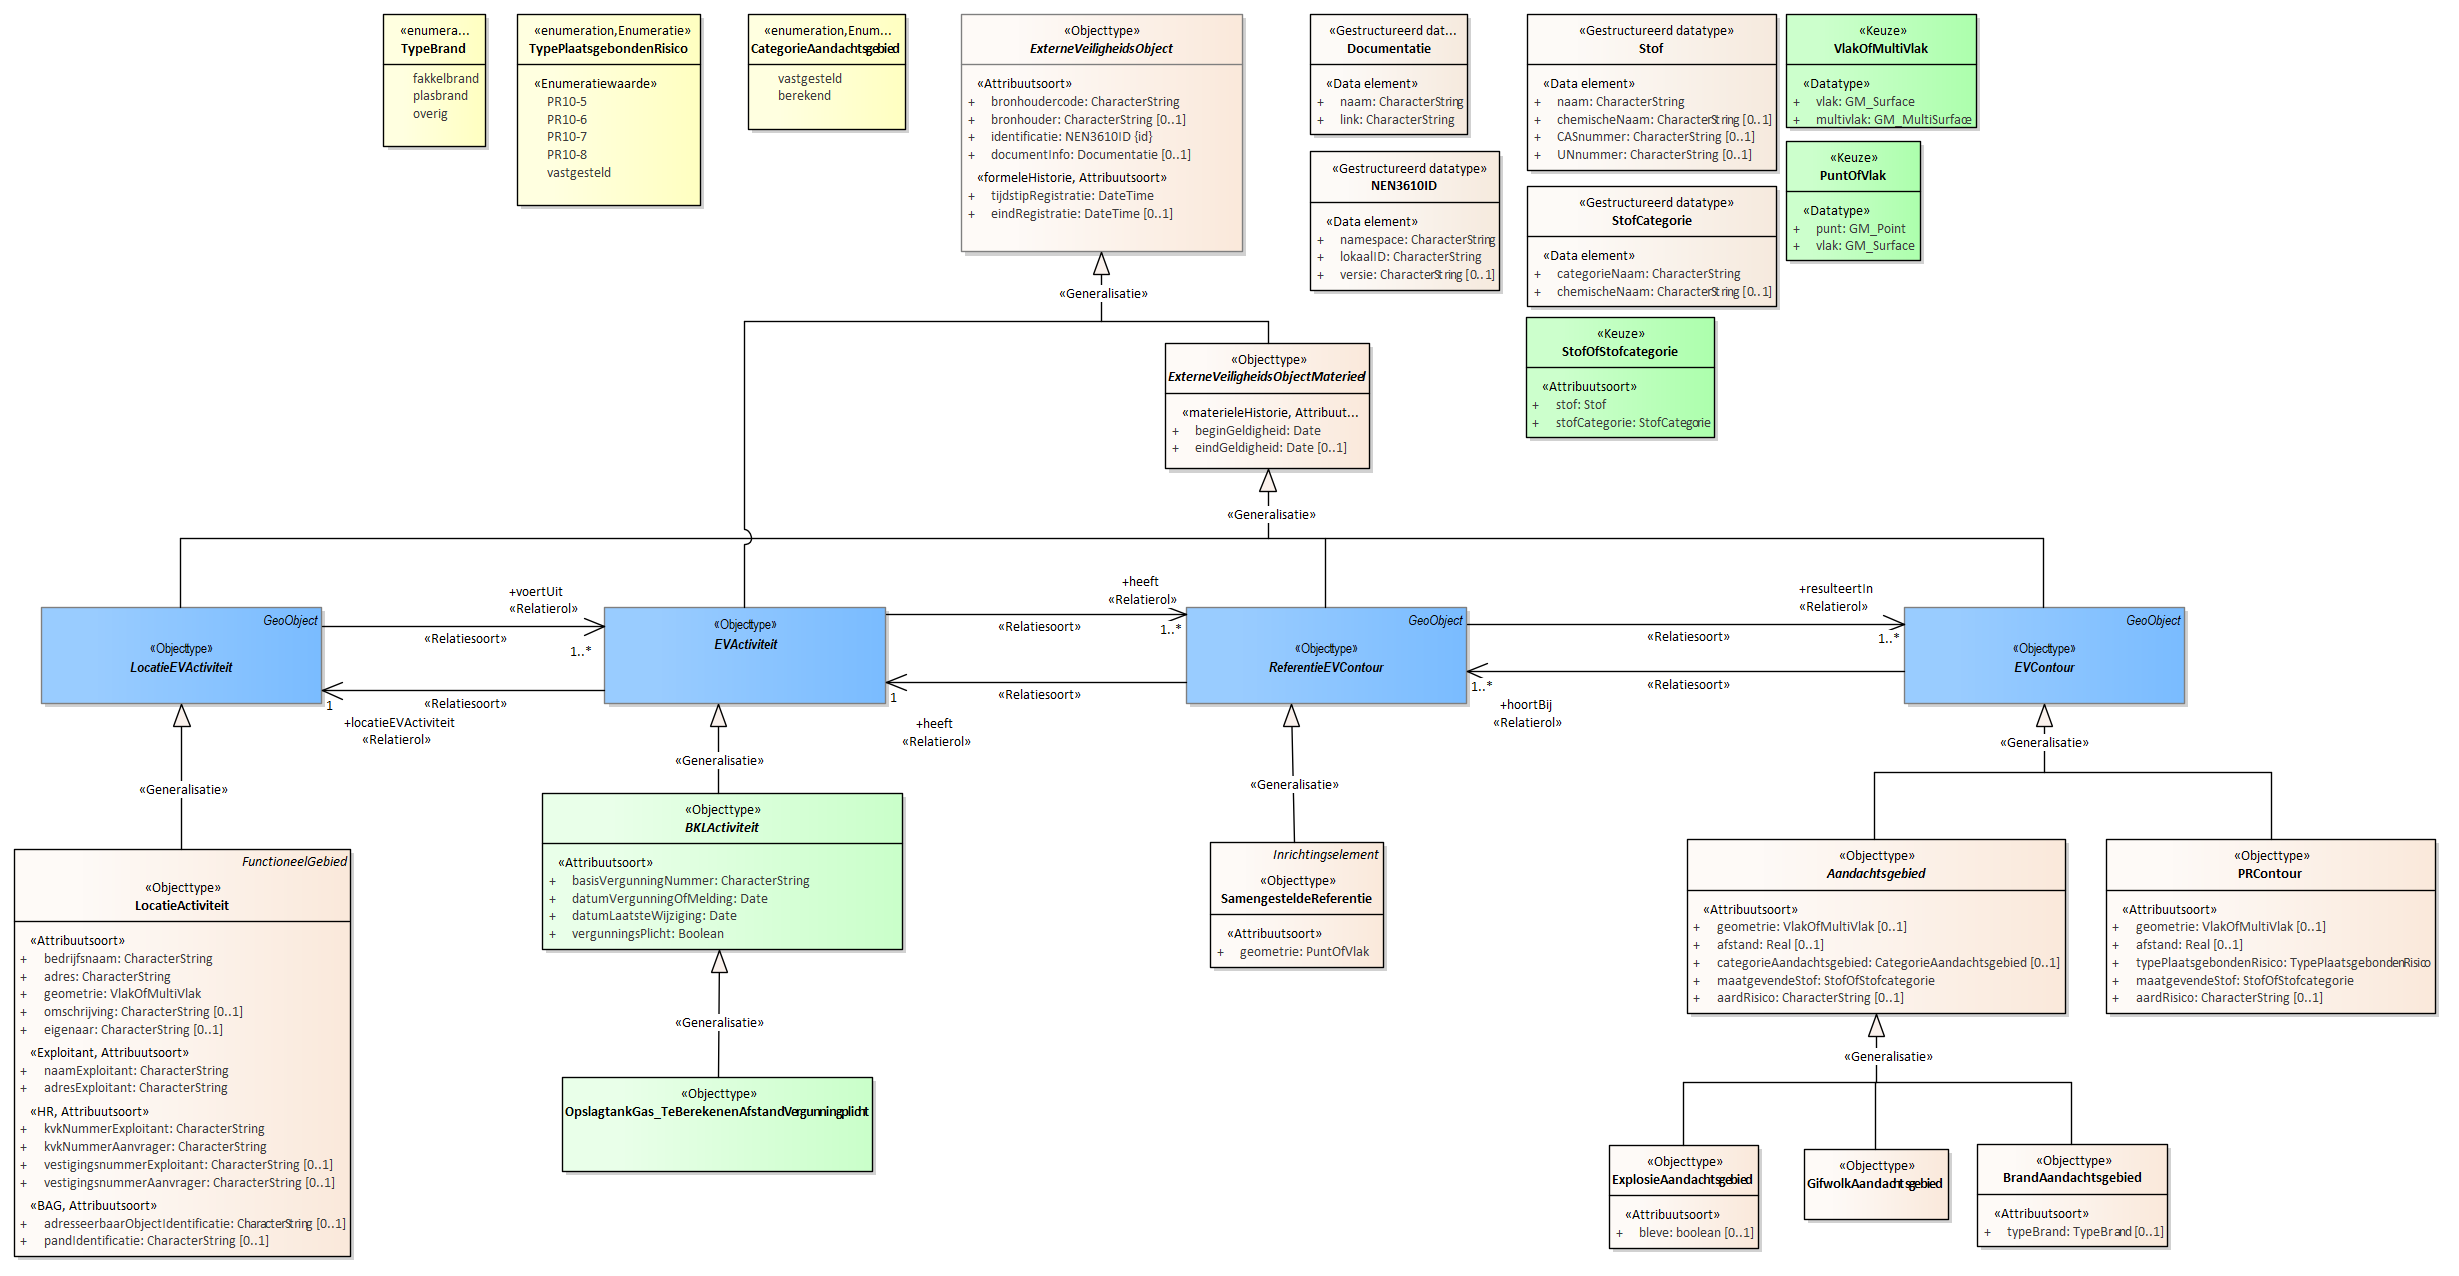 «enumera...
TypeBrand
fakkelbrand
plasbrand
overig
«enumeration,Enumeratie»
TypePlaatsgebondenRisico
«Enumeratiewaarde»
PR10-5
PR10-6
PR10-7
PR10-8
vastgesteld
«enumeration,Enum...
CategorieAandachtsgebied
vastgesteld
berekend
«Objecttype»
ExterneVeiligheidsObject
«Attribuutsoort»
+ bronhoudercode: CharacterString
+ bronhouder: CharacterString [0..1]
+ identificatie: NEN3610ID {id}
+ documentInfo: Documentatie [0..1]
«formeleHistorie, Attribuutsoort»
+ tijdstipRegistratie: DateTime
+ eindRegistratie: DateTime [0..1]
«Gestructureerd dat...
Documentatie
«Data element»
+ naam: CharacterString
+ link: CharacterString
«Gestructureerd datatype»
NEN3610ID
«Data element»
+ namespace: CharacterString
+ lokaalID: CharacterString
+ versie: CharacterString [0..1]
«Gestructureerd datatype»
Stof
«Data element»
+ naam: CharacterString
+ chemischeNaam: CharacterString [0..1]
+ CASnummer: CharacterString [0..1]
+ UNnummer: CharacterString [0..1]
«Gestructureerd datatype»
StofCategorie
«Data element»
+ categorieNaam: CharacterString
+ chemischeNaam: CharacterString [0..1]
«Keuze»
StofOfStofcategorie
«Attribuutsoort»
+ stof: Stof
+ stofCategorie: StofCategorie
«Keuze»
VlakOfMultiVlak
«Datatype»
+ vlak: GM_Surface
+ multivlak: GM_MultiSurface
«Keuze»
PuntOfVlak
«Datatype»
+ punt: GM_Point
+ vlak: GM_Surface
«Generalisatie»
«Objecttype»
ExterneVeiligheidsObjectMaterieel
«materieleHistorie, Attribuut...
+ beginGeldigheid: Date
+ eindGeldigheid: Date [0..1]
«Generalisatie»
GeoObject
«Objecttype»
LocatieEVActiviteit
+voertUit
«Relatierol»
«Relatiesoort»
1..*
«Relatiesoort»
1
+locatieEVActiviteit
«Relatierol»
«Objecttype»
EVActiviteit
+heeft
«Relatierol»
«Relatiesoort»
1..*
«Relatiesoort»
1
+heeft
«Relatierol»
GeoObject
«Objecttype»
ReferentieEVContour
+resulteertIn
«Relatierol»
«Relatiesoort»
1..*
«Relatiesoort»
1..*
+hoortBij
«Relatierol»
GeoObject
«Objecttype»
EVContour
«Generalisatie»
«Generalisatie»
«Generalisatie»
«Generalisatie»
FunctioneelGebied
«Objecttype»
LocatieActiviteit
«Attribuutsoort»
+ bedrijfsnaam: CharacterString
+ adres: CharacterString
+ geometrie: VlakOfMultiVlak
+ omschrijving: CharacterString [0..1]
+ eigenaar: CharacterString [0..1]
«Exploitant, Attribuutsoort»
+ naamExploitant: CharacterString
+ adresExploitant: CharacterString
«HR, Attribuutsoort»
+ kvkNummerExploitant: CharacterString
+ kvkNummerAanvrager: CharacterString
+ vestigingsnummerExploitant: CharacterString [0..1]
+ vestigingsnummerAanvrager: CharacterString [0..1]
«BAG, Attribuutsoort»
+ adresseerbaarObjectIdentificatie: CharacterString [0..1]
+ pandIdentificatie: CharacterString [0..1]
«Objecttype»
BKLActiviteit
«Attribuutsoort»
+ basisVergunningNummer: CharacterString
+ datumVergunningOfMelding: Date
+ datumLaatsteWijziging: Date
+ vergunningsPlicht: Boolean
«Generalisatie»
«Objecttype»
OpslagtankGas_TeBerekenenAfstandVergunningplicht
Inrichtingselement
«Objecttype»
SamengesteldeReferentie
«Attribuutsoort»
+ geometrie: PuntOfVlak
«Objecttype»
Aandachtsgebied
«Attribuutsoort»
+ geometrie: VlakOfMultiVlak [0..1]
+ afstand: Real [0..1]
+ categorieAandachtsgebied: CategorieAandachtsgebied [0..1]
+ maatgevendeStof: StofOfStofcategorie
+ aardRisico: CharacterString [0..1]
«Objecttype»
PRContour
«Attribuutsoort»
+ geometrie: VlakOfMultiVlak [0..1]
+ afstand: Real [0..1]
+ typePlaatsgebondenRisico: TypePlaatsgebondenRisico
+ maatgevendeStof: StofOfStofcategorie
+ aardRisico: CharacterString [0..1]
«Generalisatie»
«Objecttype»
ExplosieAandachtsgebied
«Attribuutsoort»
+ bleve: boolean [0..1]
«Objecttype»
GifwolkAandachtsgebied
«Objecttype»
BrandAandachtsgebied
«Attribuutsoort»
+ typeBrand: TypeBrand [0..1]